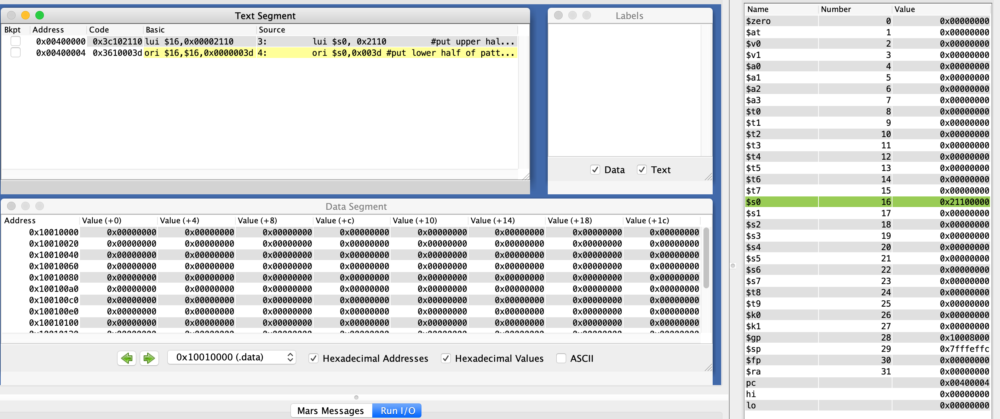 Text Segment
Bkpt Address Code Basic Source
0x00400000 0x3c102110 lui $16,0x00002110 3: lui $s0, 0x2110 #put upper hal...
0x00400004 0x3610003d ori $16,$16,0x0000003d 4: ori $s0,0x003d #put lower half of patt...
Labels
Data Text
Data Segment
Address Value (+0) Value (+4) Value (+8) Value (+c) Value (+10) Value (+14) Value (+18) Value (+1c)
0x10010000 0x00000000 0x00000000 0x00000000 0x00000000 0x00000000 0x00000000 0x00000000 0x00000000
0x10010020 0x00000000 0x00000000 0x00000000 0x00000000 0x00000000 0x00000000 0x00000000 0x00000000
0x10010040 0x00000000 0x00000000 0x00000000 0x00000000 0x00000000 0x00000000 0x00000000 0x00000000
0x10010060 0x00000000 0x00000000 0x00000000 0x00000000 0x00000000 0x00000000 0x00000000 0x00000000
0x10010080 0x00000000 0x00000000 0x00000000 0x00000000 0x00000000 0x00000000 0x00000000 0x00000000
0x100100a0 0x00000000 0x00000000 0x00000000 0x00000000 0x00000000 0x00000000 0x00000000 0x00000000
0x100100c0 0x00000000 0x00000000 0x00000000 0x00000000 0x00000000 0x00000000 0x00000000 0x00000000
0x100100e0 0x00000000 0x00000000 0x00000000 0x00000000 0x00000000 0x00000000 0x00000000 0x00000000
0x10010100 0x00000000 0x00000000 0x00000000 0x00000000 0x00000000 0x00000000 0x00000000 0x00000000
0x10010000 (.data) Hexadecimal Addresses Hexadecimal Values ASCII
Mars Messages Run I/O
Name Number Value
$zero 0 0x00000000
$at 1 0x00000000
$v0 2 0x00000000
$v1 3 0x00000000
$a0 4 0x00000000
$a1 5 0x00000000
$a2 6 0x00000000
$a3 7 0x00000000
$t0 8 0x00000000
$t1 9 0x00000000
$t2 10 0x00000000
$t3 11 0x00000000
$t4 12 0x00000000
$t5 13 0x00000000
$t6 14 0x00000000
$t7 15 0x00000000
$s0 16 0x21100000
$s1 17 0x00000000
$s2 18 0x00000000
$s3 19 0x00000000
$s4 20 0x00000000
$s5 21 0x00000000
$s6 22 0x00000000
$s7 23 0x00000000
$t8 24 0x00000000
$t9 25 0x00000000
$k0 26 0x00000000
$k1 27 0x00000000
$gp 28 0x10008000
$sp 29 0x7fffeffc
$fp 30 0x00000000
$ra 31 0x00000000
pc 0x00400004
hi 0x00000000
lo 0x00000000